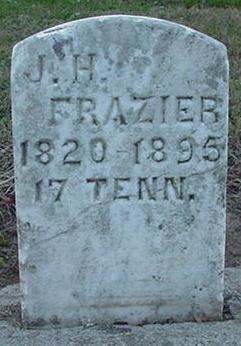 J. H.
FRAZIER
1820-1895
17 TENN.